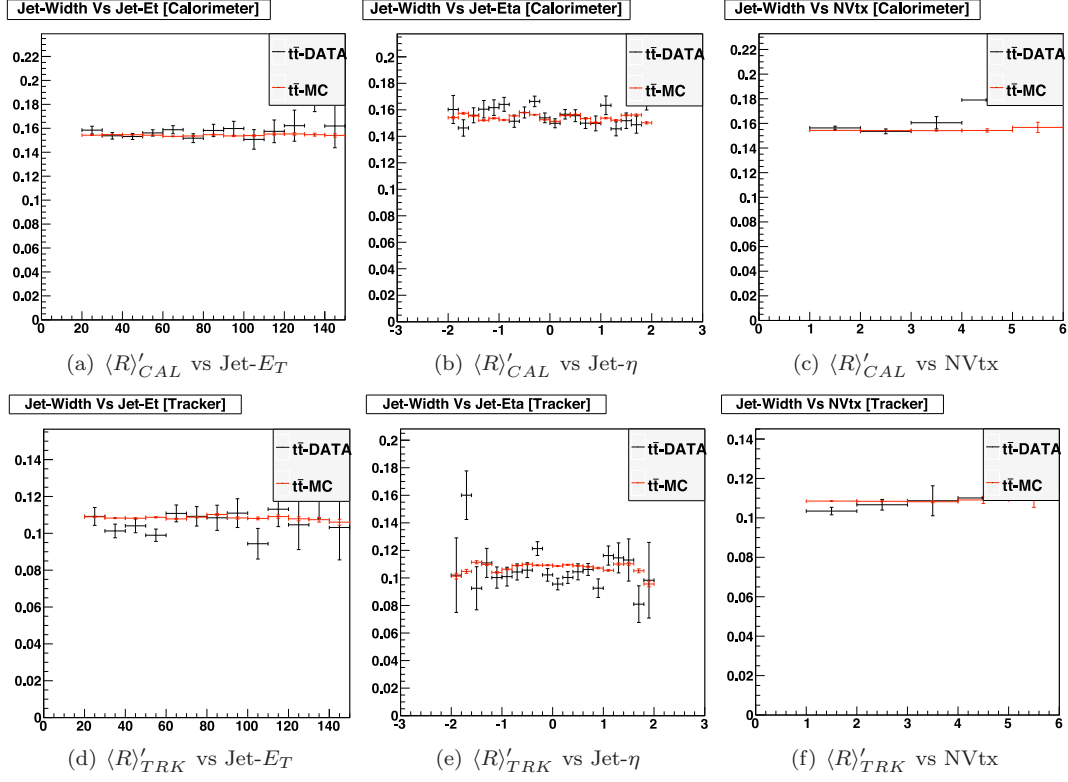 Jet-Width Vs Jet-Et [Calorimeter]
tt̄-DATA
tt̄-MC
0.22
0.2
0.18
0.16
0.14
0.12
0.1
0.08
0.06
0.04
0.02
0
0 20 40 60 80 100 120 140
(a) ⟨R⟩′CAL vs Jet-ET
Jet-Width Vs Jet-Eta [Calorimeter]
tt̄-DATA
tt̄-MC
0.2
0.18
0.16
0.14
0.12
0.1
0.08
0.06
0.04
0.02
0
-3 -2 -1 0 1 2 3
(b) ⟨R⟩′CAL vs Jet-η
Jet-Width Vs NVtx [Calorimeter]
tt̄-DATA
tt̄-MC
0.22
0.2
0.18
0.16
0.14
0.12
0.1
0.08
0.06
0.04
0.02
0
0 1 2 3 4 5 6
(c) ⟨R⟩′CAL vs NVtx
Jet-Width Vs Jet-Et [Tracker]
tt̄-DATA
tt̄-MC
0.14
0.12
0.1
0.08
0.06
0.04
0.02
0
0 20 40 60 80 100 120 140
(d) ⟨R⟩′TRK vs Jet-ET
Jet-Width Vs Jet-Eta [Tracker]
tt̄-DATA
tt̄-MC
0.2
0.18
0.16
0.14
0.12
0.1
0.08
0.06
0.04
0.02
0
-3 -2 -1 0 1 2 3
(e) ⟨R⟩′TRK vs Jet-η
Jet-Width Vs NVtx [Tracker]
tt̄-DATA
tt̄-MC
0.14
0.12
0.1
0.08
0.06
0.04
0.02
0
0 1 2 3 4 5 6
(f) ⟨R⟩′TRK vs NVtx